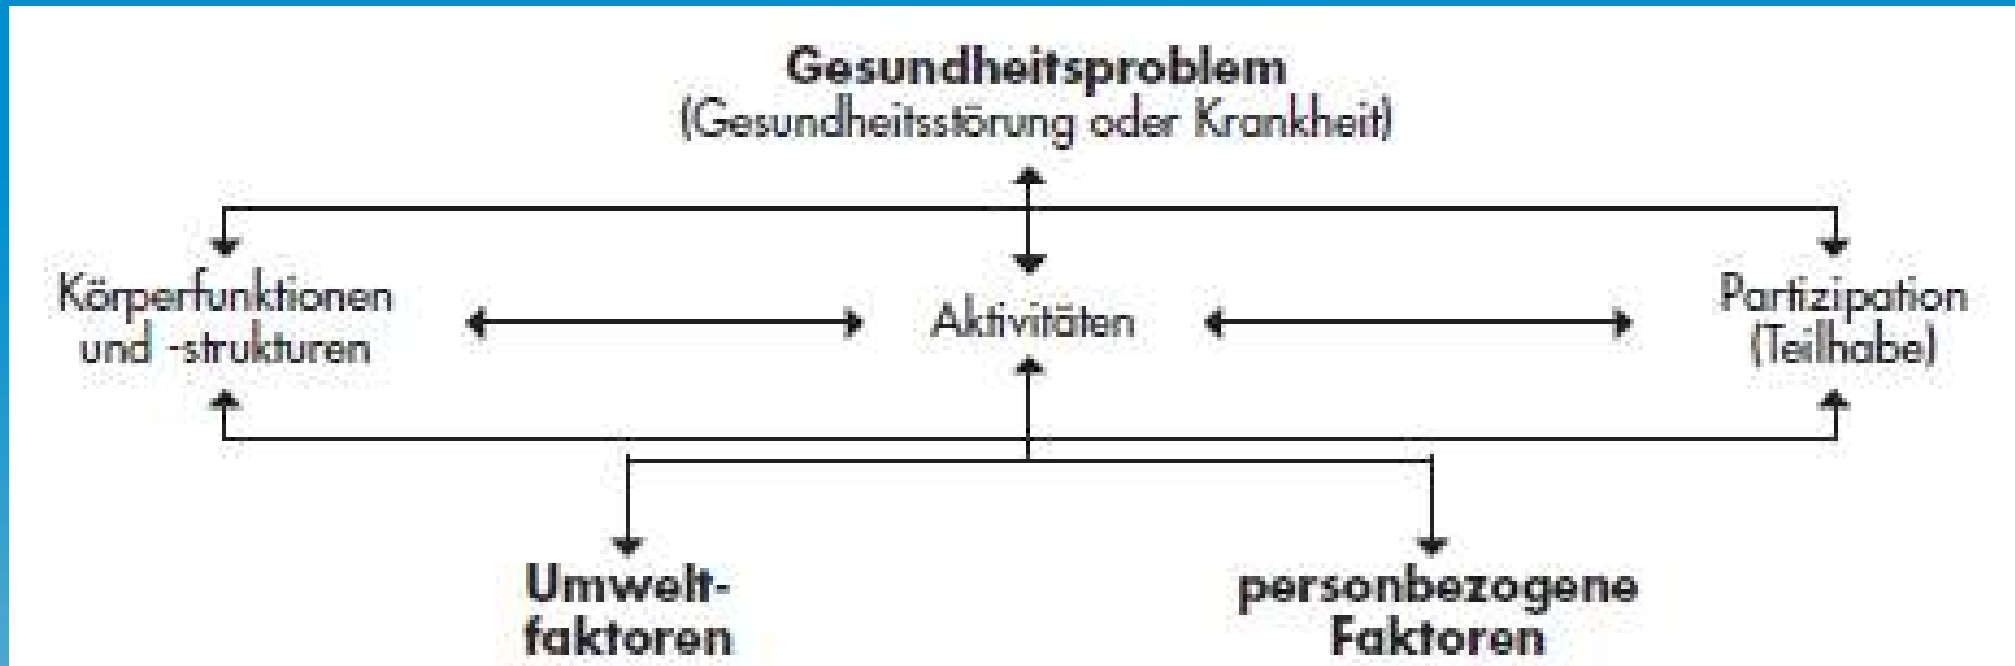 Gesundheitsproblem
(Gesundheitsstörung oder Krankheit)
Körperfunktionen
und -strukturen
Aktivitäten
Partizipation
(Teilhabe)
Umwelt-
faktoren
personbezogene
Faktoren